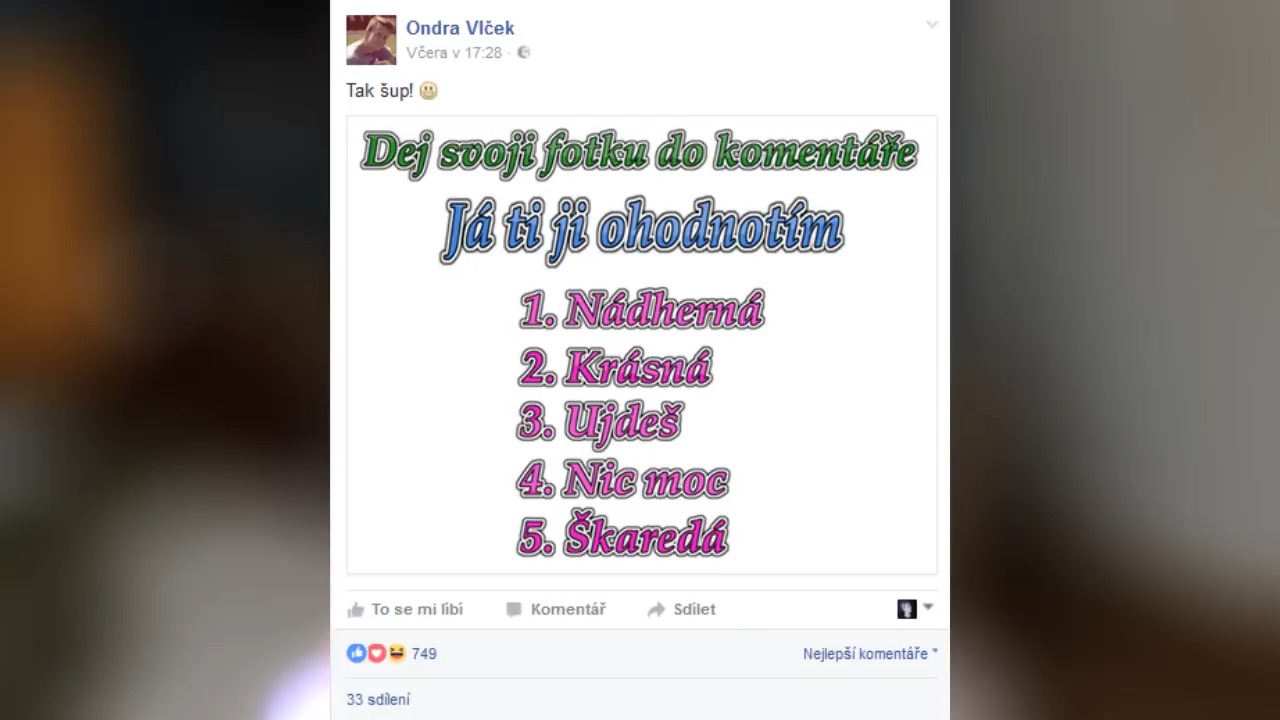 Ondra Vlček
Včera v 17:28 ·
Tak šup! 😬
Dej svoji fotku do komentáře
Já ti ji ohodnotím
1. Nádherná
2. Krásná
3. Ujdeš
4. Nic moc
5. Škaredá
To se mi líbí Komentář Sdílet
749 Nejlepší komentáře
33 sdílení